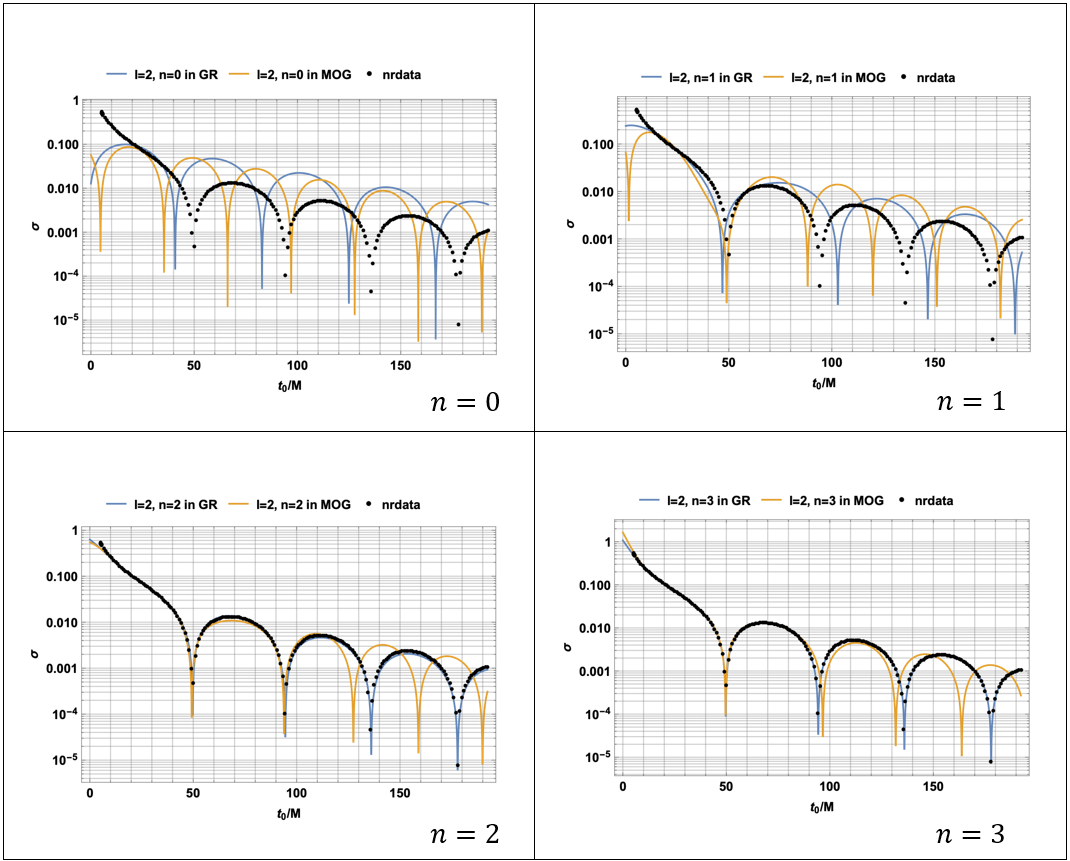 l=2, n=0 in GR l=2, n=0 in MOG nrdata
1
0.100
0.010
0.001
10⁻⁴
10⁻⁵
σ
0 50 100 150
t₀/M
n = 0
l=2, n=1 in GR l=2, n=1 in MOG nrdata
0.100
0.010
0.001
10⁻⁴
10⁻⁵
σ
0 50 100 150
t₀/M
n = 1
l=2, n=2 in GR l=2, n=2 in MOG nrdata
1
0.100
0.010
0.001
10⁻⁴
10⁻⁵
σ
0 50 100 150
t₀/M
n = 2
l=2, n=3 in GR l=2, n=3 in MOG nrdata
1
0.100
0.010
0.001
10⁻⁴
10⁻⁵
σ
0 50 100 150
t₀/M
n = 3